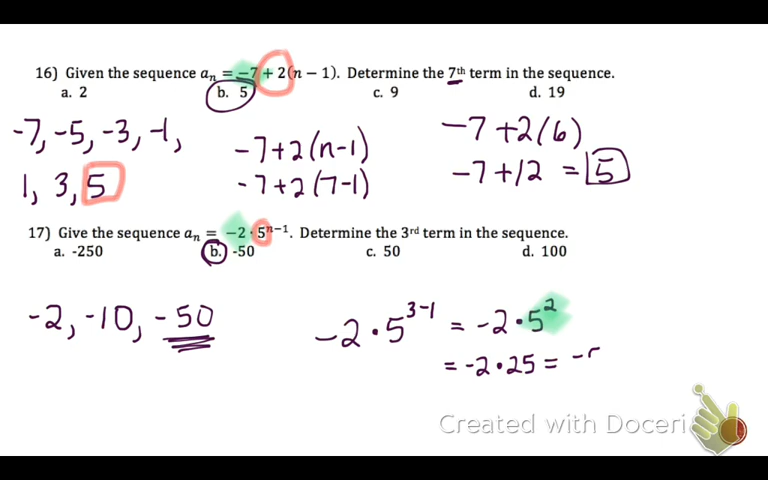 16) Given the sequence aₙ = −7 + 2(n − 1). Determine the 7th term in the sequence.
a. 2 b. 5 c. 9 d. 19
-7, -5, -3, -1,
1, 3, 5
-7+2(n-1)
-7+2(7-1)
-7+2(6)
-7+12 = 5
17) Give the sequence aₙ = −2 · 5ⁿ⁻¹. Determine the 3rd term in the sequence.
a. -250 b. -50 c. 50 d. 100
-2, -10, -50
-2 · 5³⁻¹ = -2 · 5²
= -2 · 25 = -
Created with Doceri